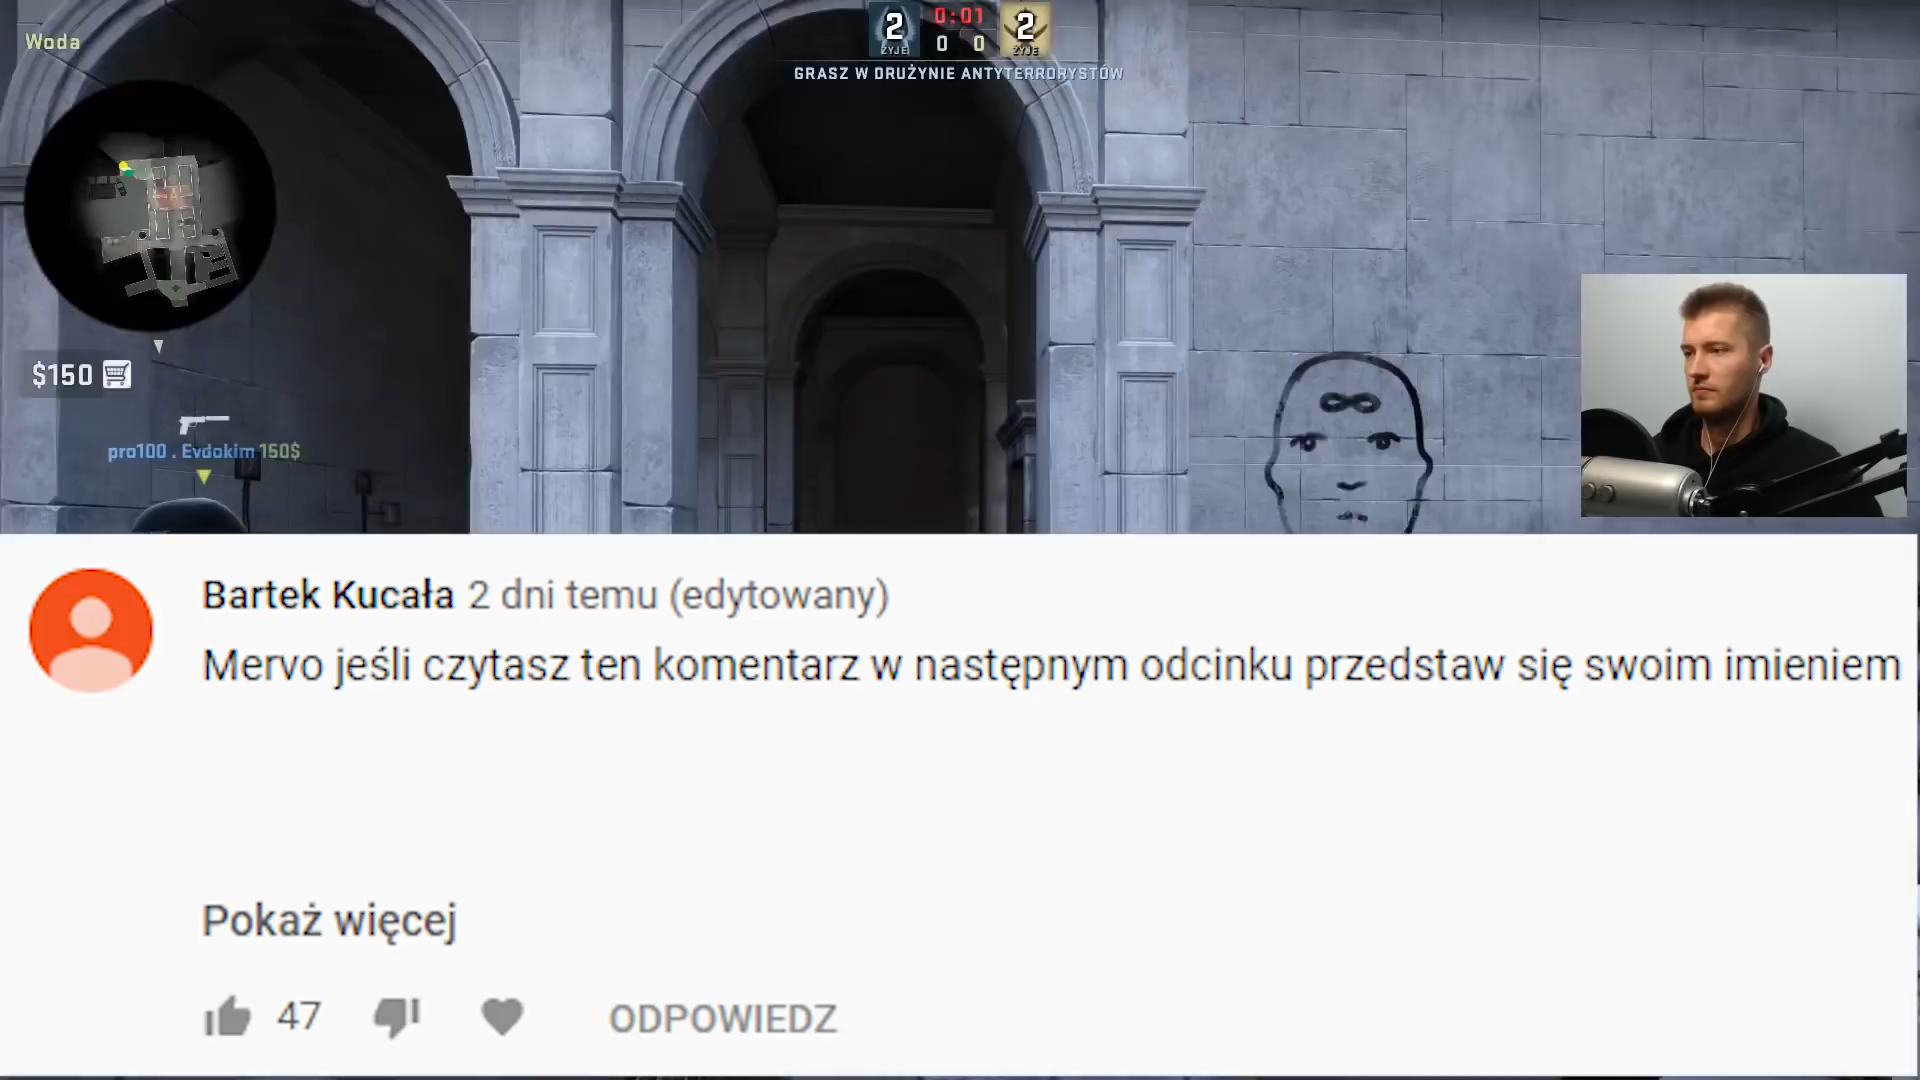 Woda
2 0:01 2
ŻYJE 0 0 ŻYJE
GRASZ W DRUŻYNIE ANTYTERRORYSTÓW
$150
pro100 . Evdokim 150$
Bartek Kucała 2 dni temu (edytowany)
Mervo jeśli czytasz ten komentarz w następnym odcinku przedstaw się swoim imieniem
Pokaż więcej
47 ODPOWIEDZ